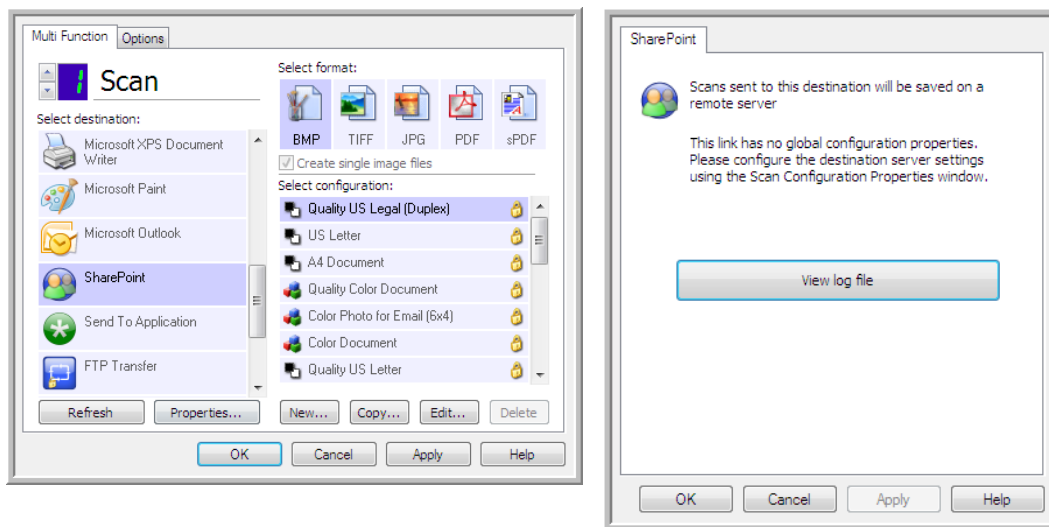 Multi Function
Options
1 Scan
Select destination:
Microsoft XPS Document
Writer
Microsoft Paint
Microsoft Outlook
SharePoint
Send To Application
FTP Transfer
Refresh
Properties...
Select format:
BMP
TIFF
JPG
PDF
sPDF
Create single image files
Select configuration:
Quality US Legal (Duplex)
US Letter
A4 Document
Quality Color Document
Color Photo for Email (6x4)
Color Document
Quality US Letter
New...
Copy...
Edit...
Delete
OK
Cancel
Apply
Help
SharePoint
Scans sent to this destination will be saved on a
remote server
This link has no global configuration properties.
Please configure the destination server settings
using the Scan Configuration Properties window.
View log file
OK
Cancel
Apply
Help